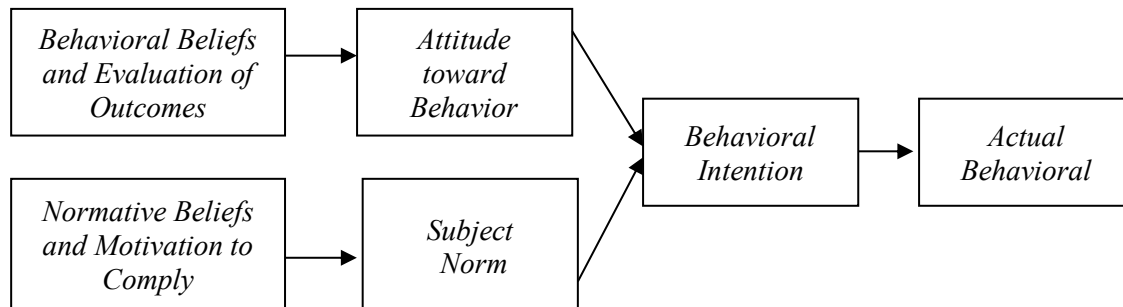 Behavioral Beliefs
and Evaluation of
Outcomes
Attitude
toward
Behavior
Behavioral
Intention
Actual
Behavioral
Normative Beliefs
and Motivation to
Comply
Subject
Norm